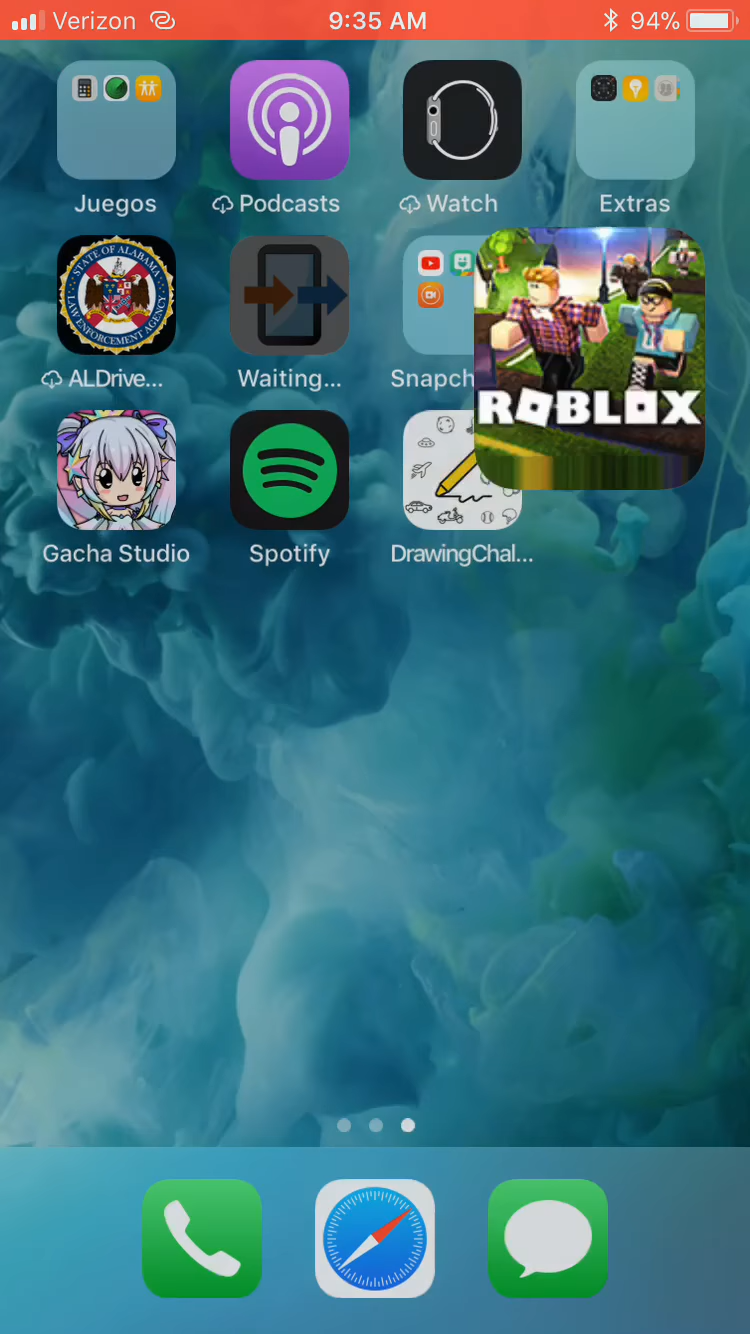 Verizon 9:35 AM 94%
Juegos Podcasts Watch Extras
STATE OF ALABAMA
LAW ENFORCEMENT AGENCY
ROBLOX
ALDrive... Waiting... Snapch
Gacha Studio Spotify DrawingChal...